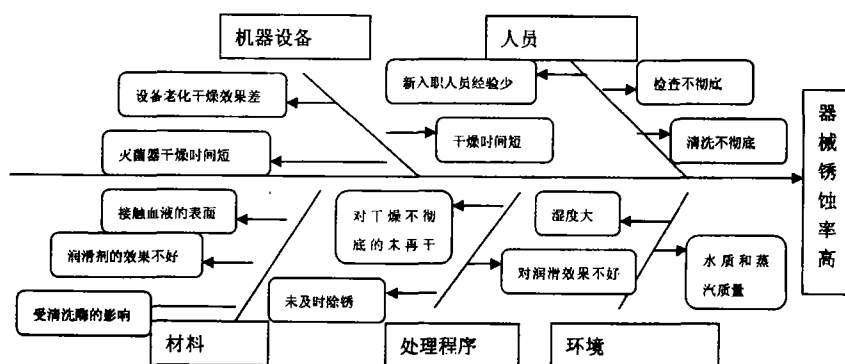 机器设备
人员
新入职人员经验少
检查不彻底
设备老化干燥效果差
干燥时间短
清洗不彻底
灭菌器干燥时间短
器械锈蚀率高
接触血液的表面
对干燥不彻
底的未再干
湿度大
润滑剂的效果不好
对润滑效果不好
水质和蒸
汽质量
受清洗酶的影响
未及时除锈
材料
处理程序
环境